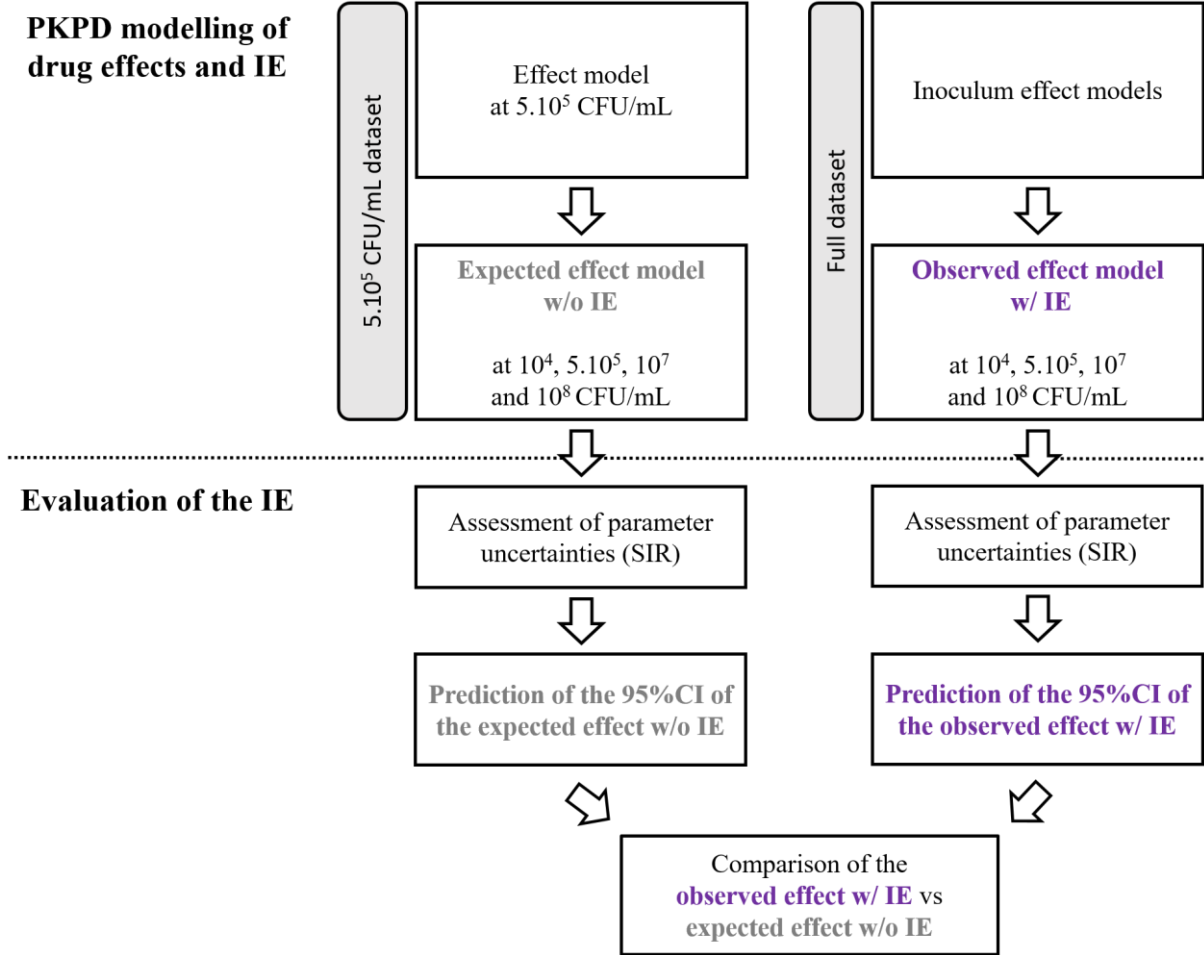 PKPD modelling of
drug effects and IE
5.10⁵ CFU/mL dataset
Effect model
at 5.10⁵ CFU/mL
Full dataset
Inoculum effect models
Expected effect model
w/o IE
at 10⁴, 5.10⁵, 10⁷
and 10⁸ CFU/mL
Observed effect model
w/ IE
at 10⁴, 5.10⁵, 10⁷
and 10⁸ CFU/mL
Evaluation of the IE
Assessment of parameter
uncertainties (SIR)
Assessment of parameter
uncertainties (SIR)
Prediction of the 95%CI of
the expected effect w/o IE
Prediction of the 95%CI of
the observed effect w/ IE
Comparison of the
observed effect w/ IE vs
expected effect w/o IE